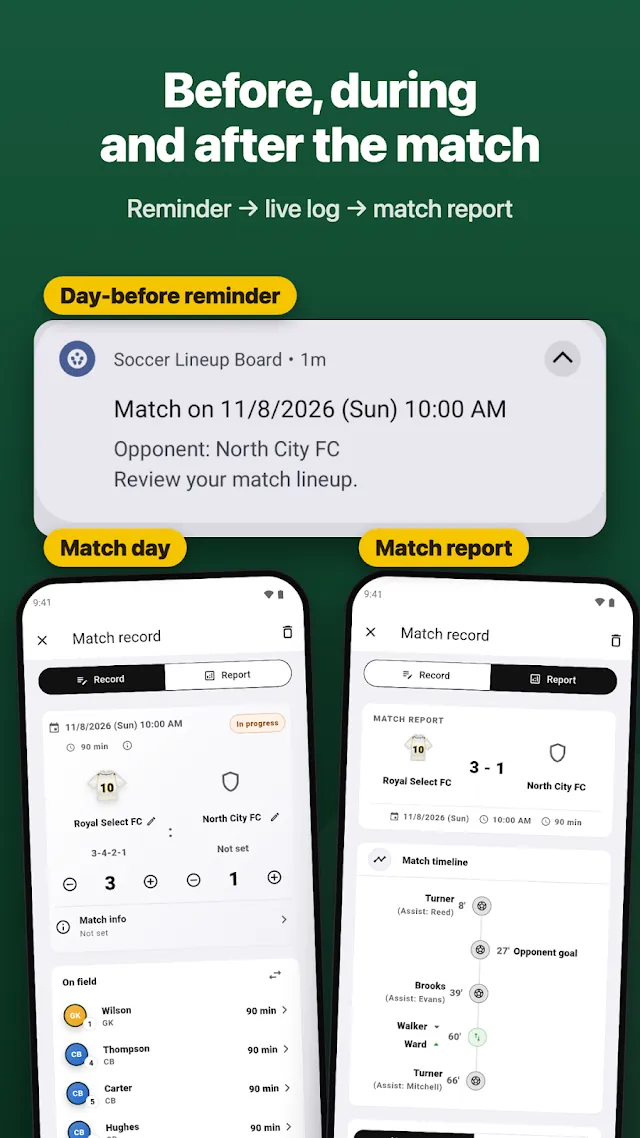 Before, during
and after the match
Reminder → live log → match report
Day-before reminder
Soccer Lineup Board • 1m
Match on 11/8/2026 (Sun) 10:00 AM
Opponent: North City FC
Review your match lineup.
Match day
9:41
Match record
Record
Report
11/8/2026 (Sun) 10:00 AM
In progress
90 min
10
Royal Select FC
:
North City FC
3-4-2-1
Not set
3
1
Match info
Not set
On field
GK
1
Wilson
GK
90 min
CB
4
Thompson
CB
90 min
CB
5
Carter
CB
90 min
CB
Hughes
90 min
Match report
9:41
Match record
Record
Report
MATCH REPORT
10
Royal Select FC
3 - 1
North City FC
11/8/2026 (Sun)
10:00 AM
90 min
Match timeline
Turner
(Assist: Reed)
8'
27' Opponent goal
Brooks
(Assist: Evans)
39'
Walker
Ward
60'
Turner
(Assist: Mitchell)
66'